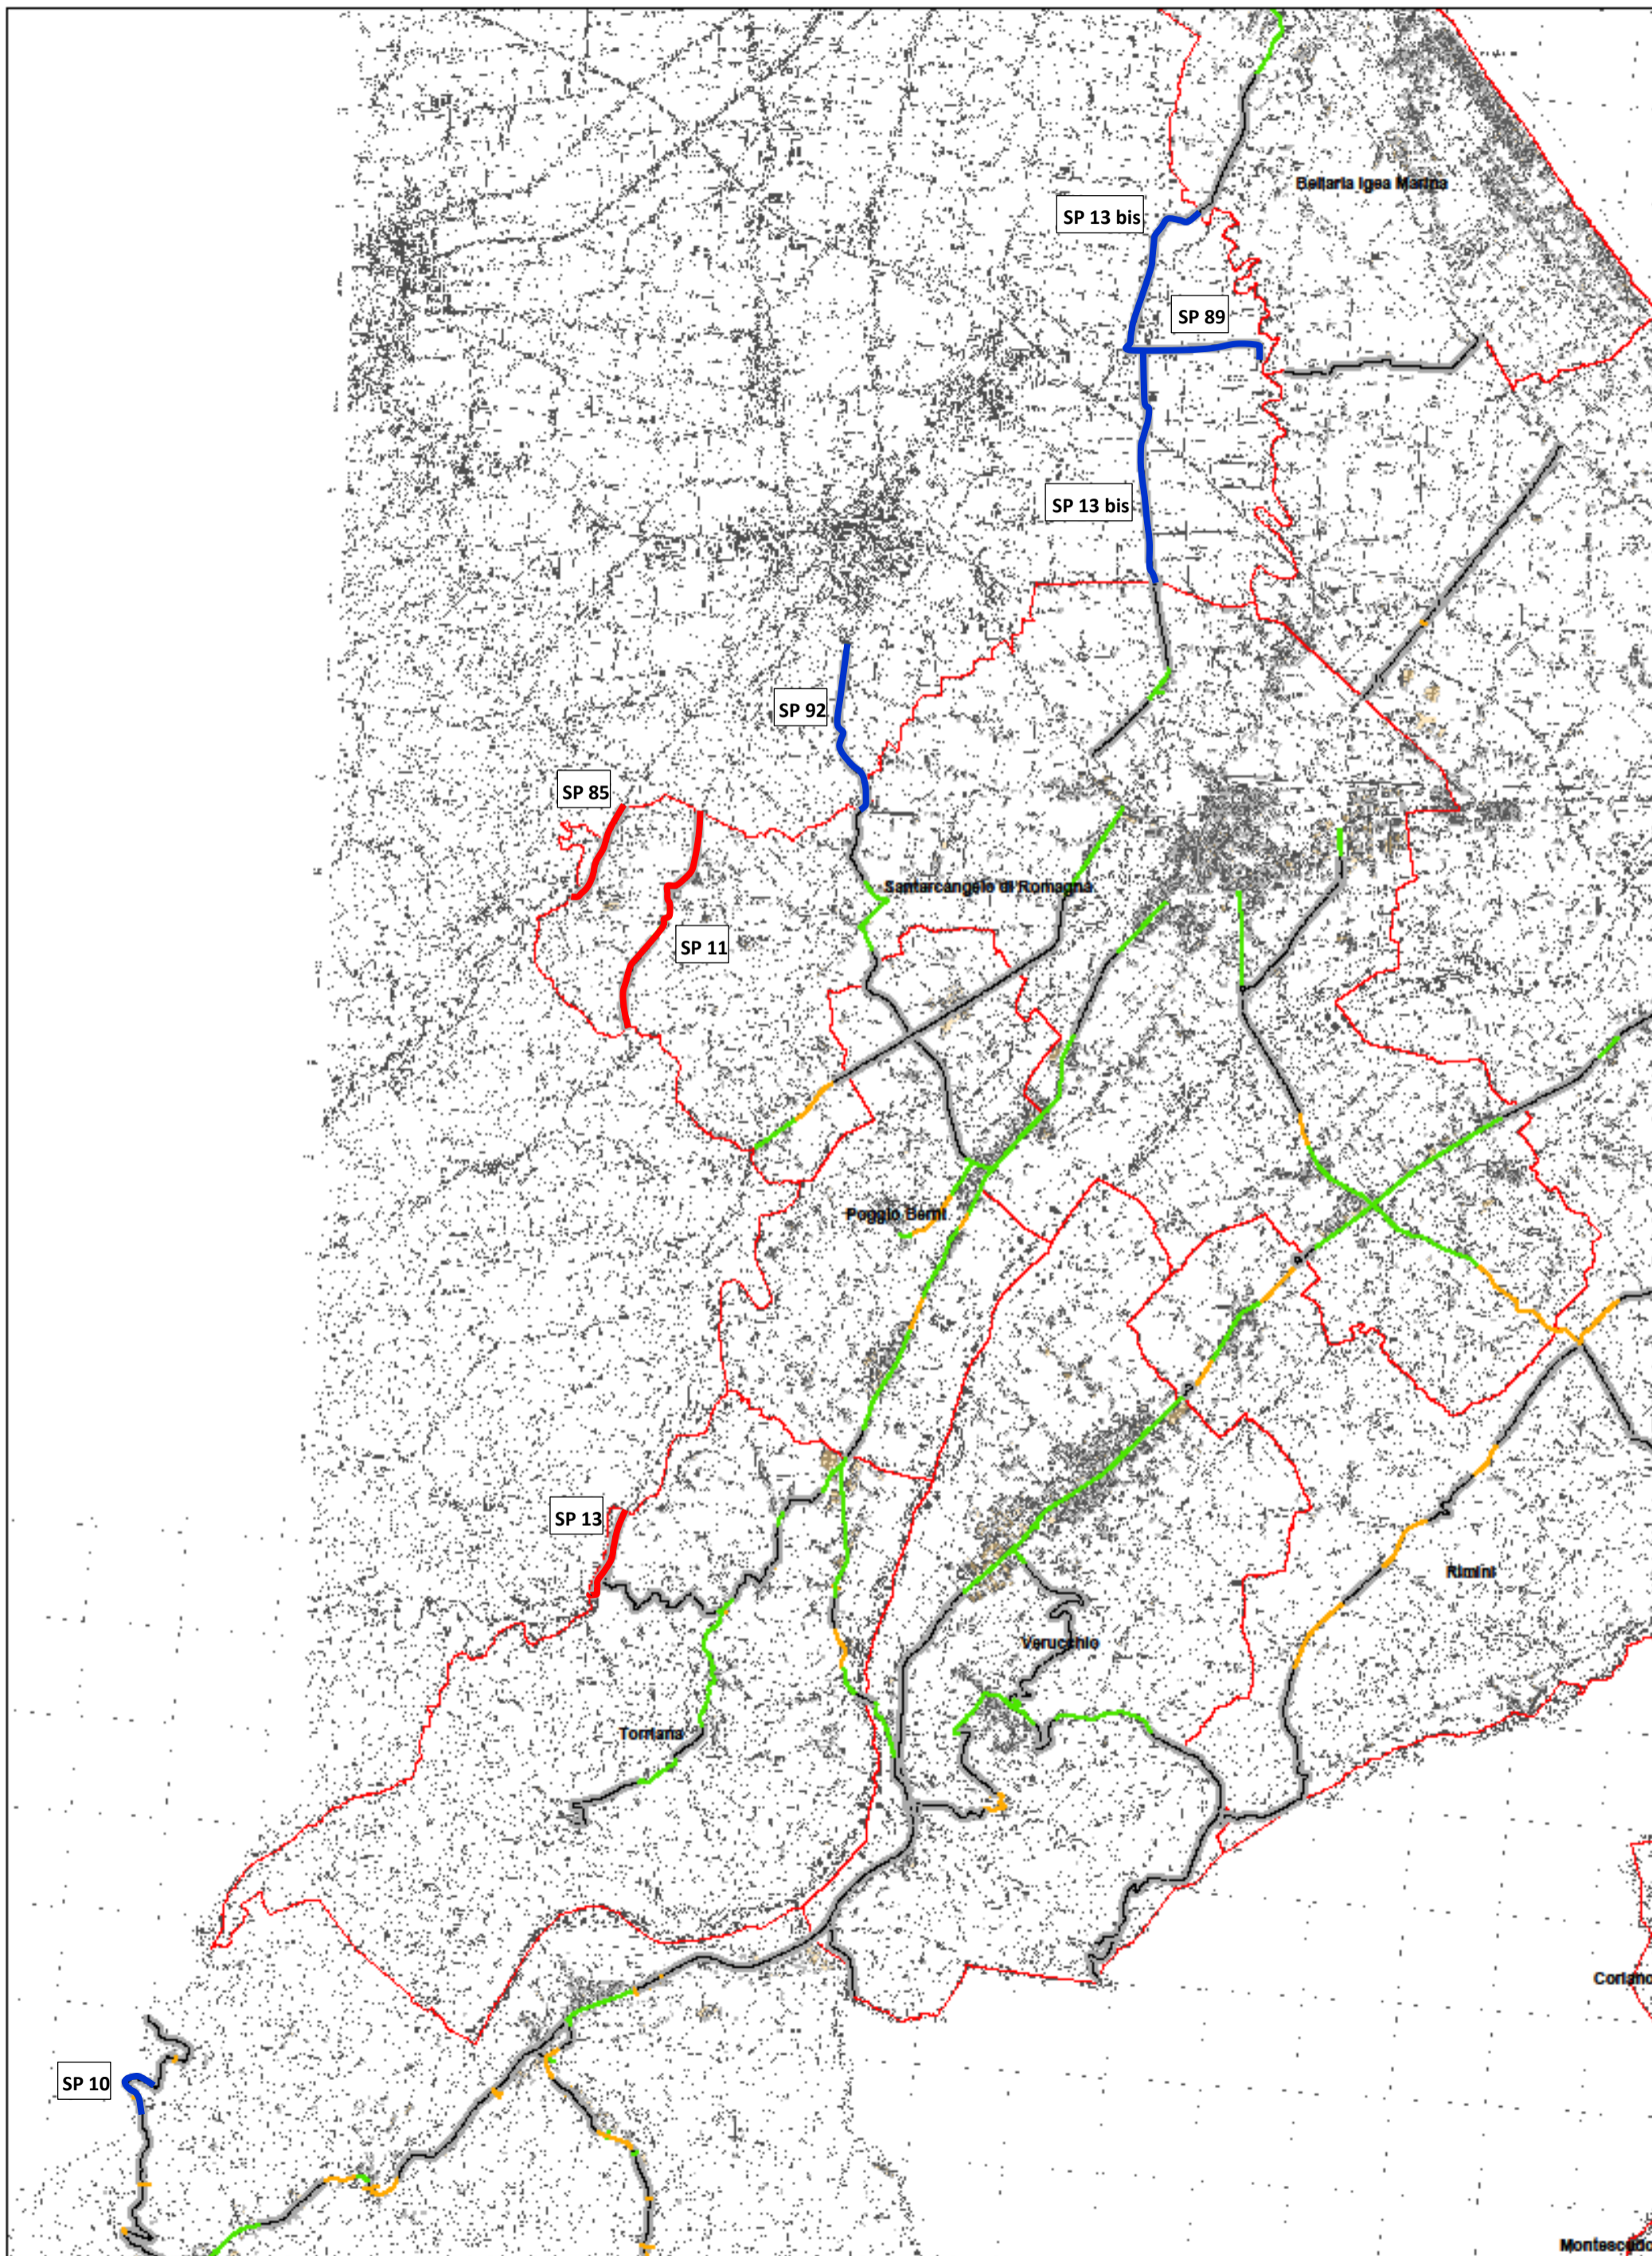 Bellaria Igea Marina
SP 13 bis
SP 89
SP 13 bis
SP 92
SP 85
Santarcangelo di Romagna
SP 11
Poggio Berni
SP 13
Rimini
Verucchio
Torriana
Coriano
SP 10
Montescudo